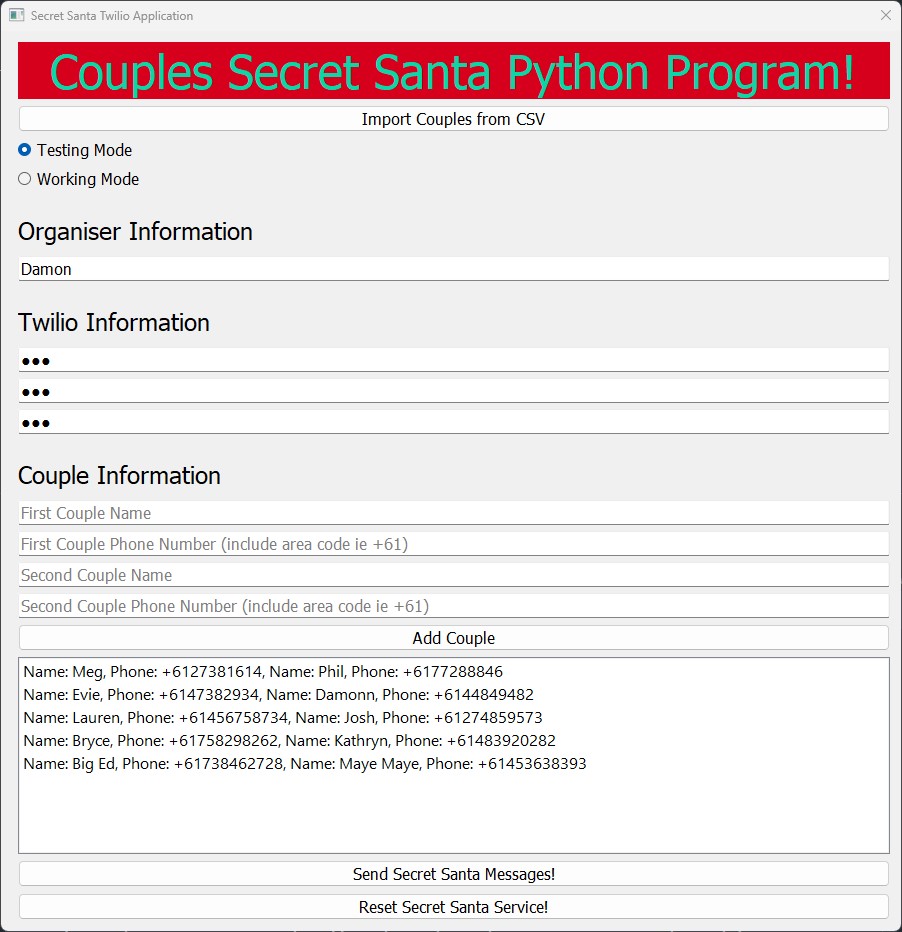 Secret Santa Twilio Application
Couples Secret Santa Python Program!
Import Couples from CSV
Testing Mode
Working Mode
Organiser Information
Damon
Twilio Information
●●●
●●●
●●●
Couple Information
First Couple Name
First Couple Phone Number (include area code ie +61)
Second Couple Name
Second Couple Phone Number (include area code ie +61)
Add Couple
Name: Meg, Phone: +6127381614, Name: Phil, Phone: +6177288846
Name: Evie, Phone: +6147382934, Name: Damonn, Phone: +6144849482
Name: Lauren, Phone: +61456758734, Name: Josh, Phone: +61274859573
Name: Bryce, Phone: +61758298262, Name: Kathryn, Phone: +61483920282
Name: Big Ed, Phone: +61738462728, Name: Maye Maye, Phone: +61453638393
Send Secret Santa Messages!
Reset Secret Santa Service!